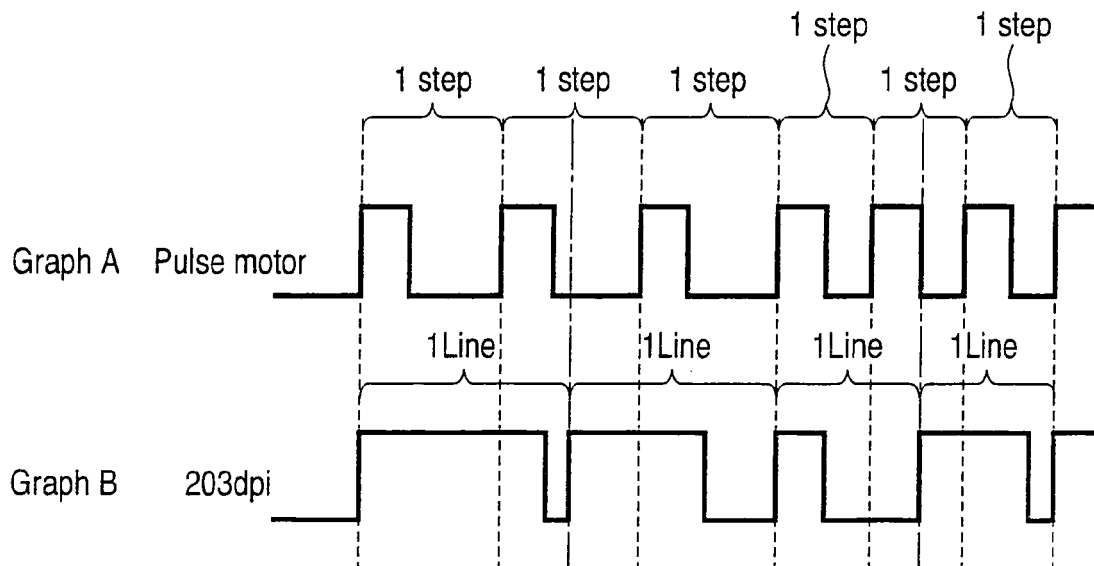 1 step 1 step
1 step 1 step 1 step 1 step
Graph A Pulse motor
1Line 1Line 1Line 1Line
Graph B 203dpi